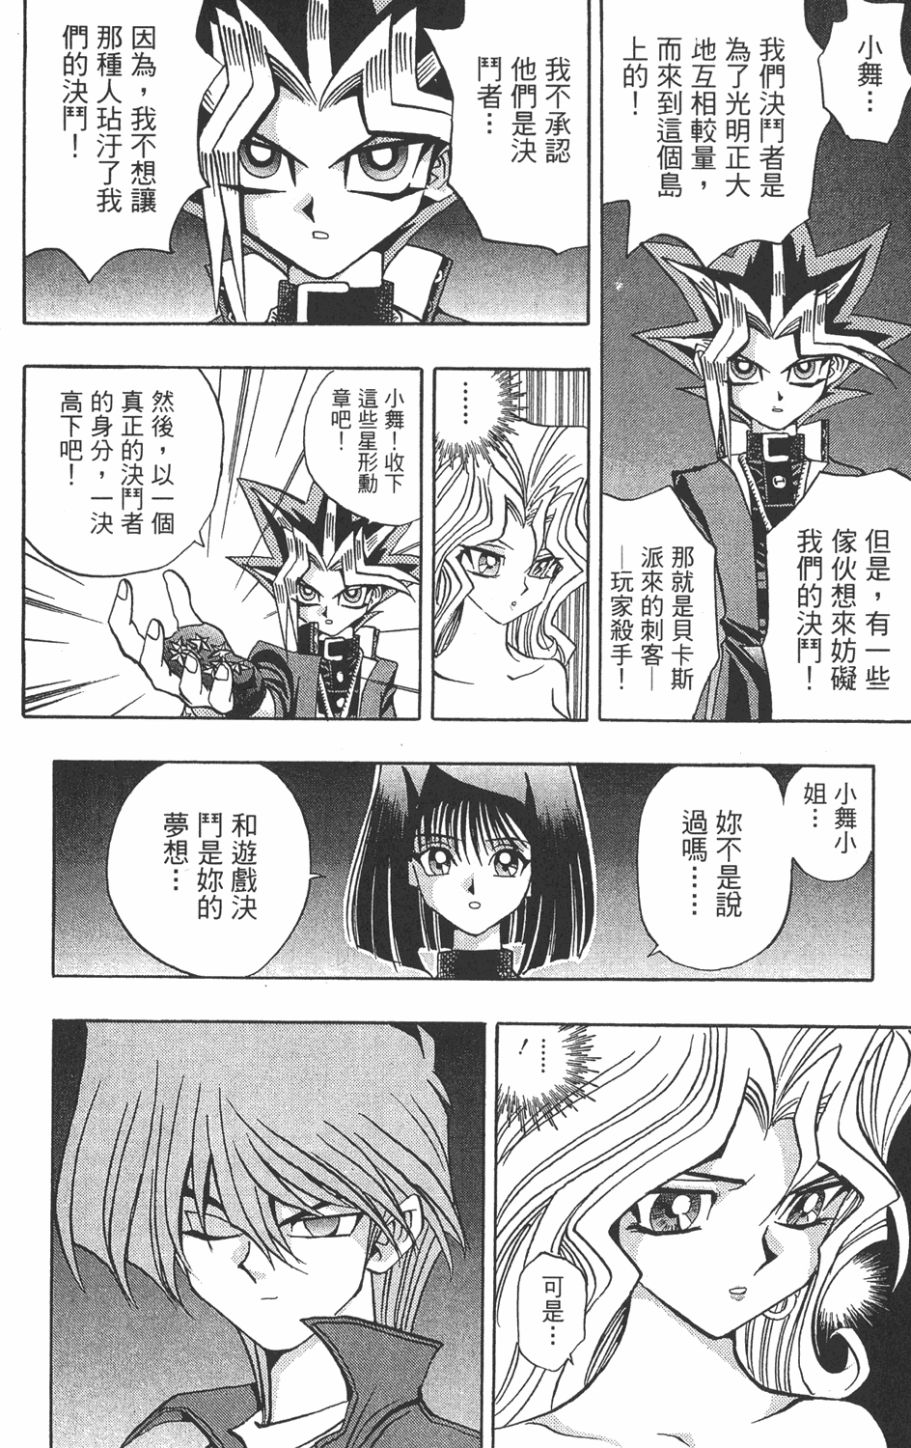 小舞…
我們決鬥者是
為了光明正大
地互相較量，
而來到這個島
上的！
但是，有一些
傢伙想來妨礙
我們的決鬥！
那就是貝卡斯
派來的刺客—
—玩家殺手！
我不承認
他們是決
鬥者…
因為，我不想讓
那種人玷汙了我
們的決鬥！
……
小舞！收下
這些星形勳
章吧！
然後，以一個
真正的決鬥者
的身分，一決
高下吧！
小舞小
姐…
妳不是說
過嗎……
和遊戲決
鬥是妳的
夢想…
！……
可是…